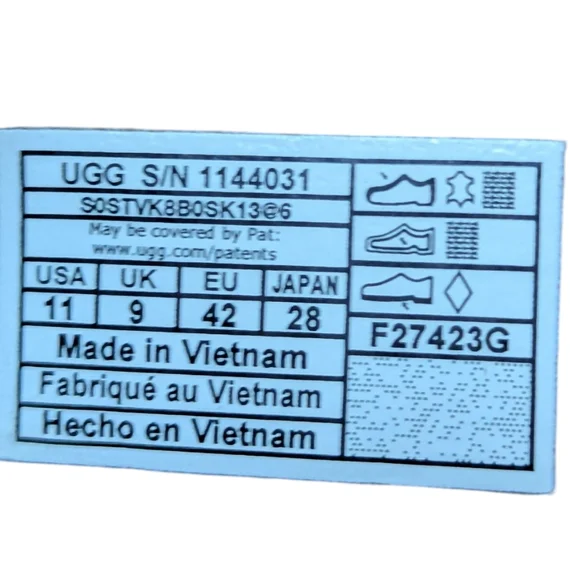 UGG S/N 1144031
S0STVK8B0SK13@6
May be covered by Pat:
www.ugg.com/patents
USA UK EU JAPAN
11 9 42 28
Made in Vietnam
Fabriqué au Vietnam
Hecho en Vietnam
F27423G